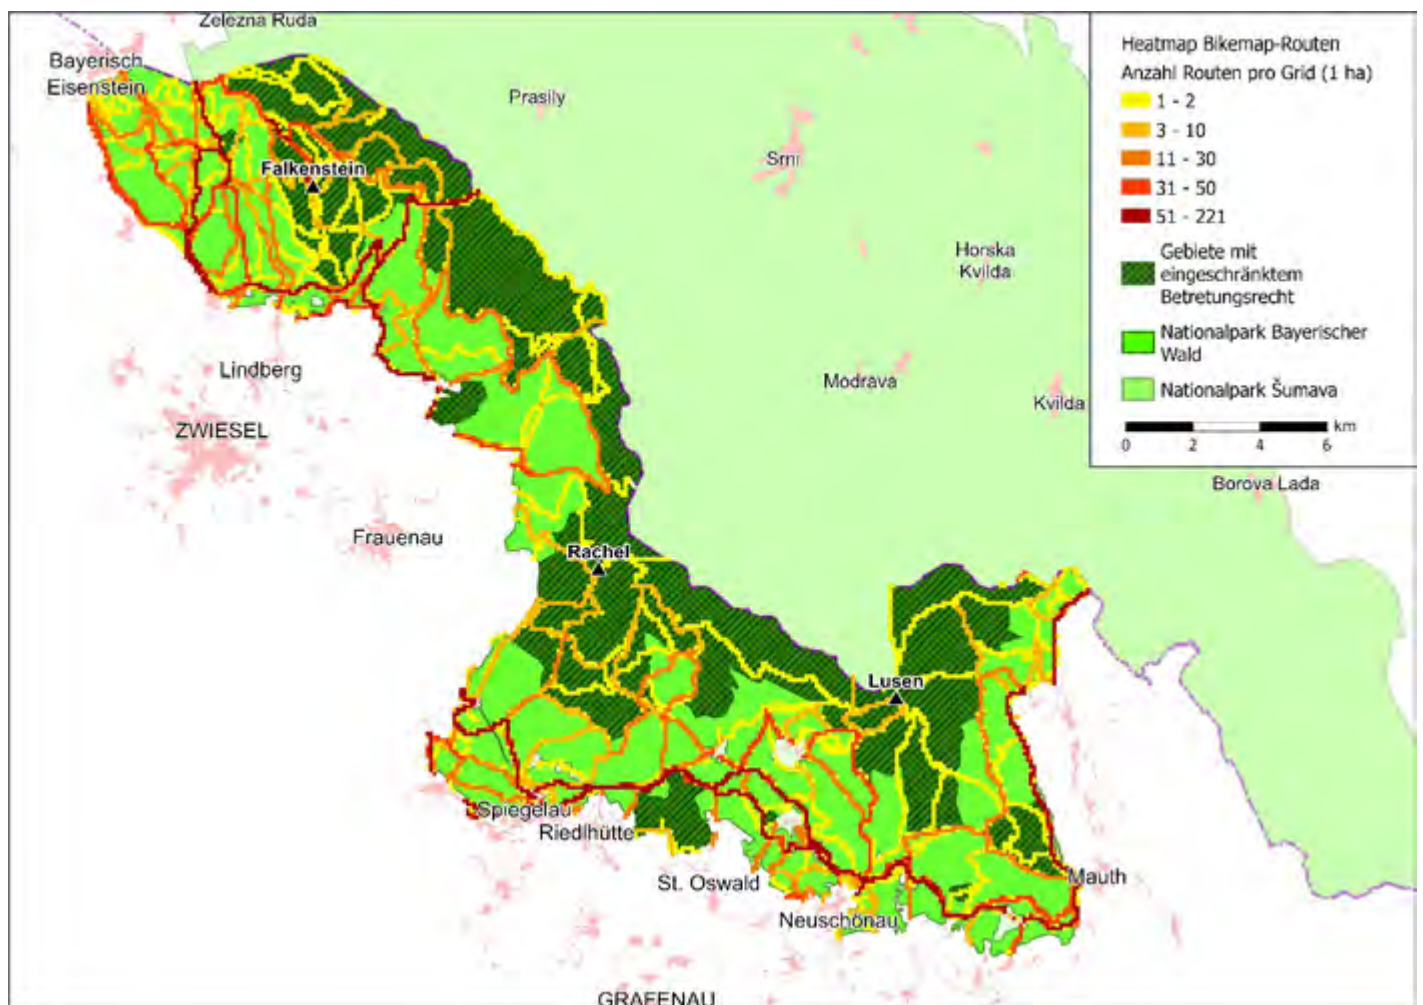 Zelezna Ruda
Bayerisch
Eisenstein
Prasily
Srni
Falkenstein
Horska
Kvilda
Lindberg
Modrava
Kvilda
ZWIESEL
Borova Lada
Frauenau
Rachel
Lusen
Spiegelau
Riedlhütte
St. Oswald
Mauth
Neuschönau
GRAFENAU
Heatmap Bikemap-Routen
Anzahl Routen pro Grid (1 ha)
1 - 2
3 - 10
11 - 30
31 - 50
51 - 221
Gebiete mit
eingeschränktem
Betretungsrecht
Nationalpark Bayerischer
Wald
Nationalpark Šumava
km
0 2 4 6